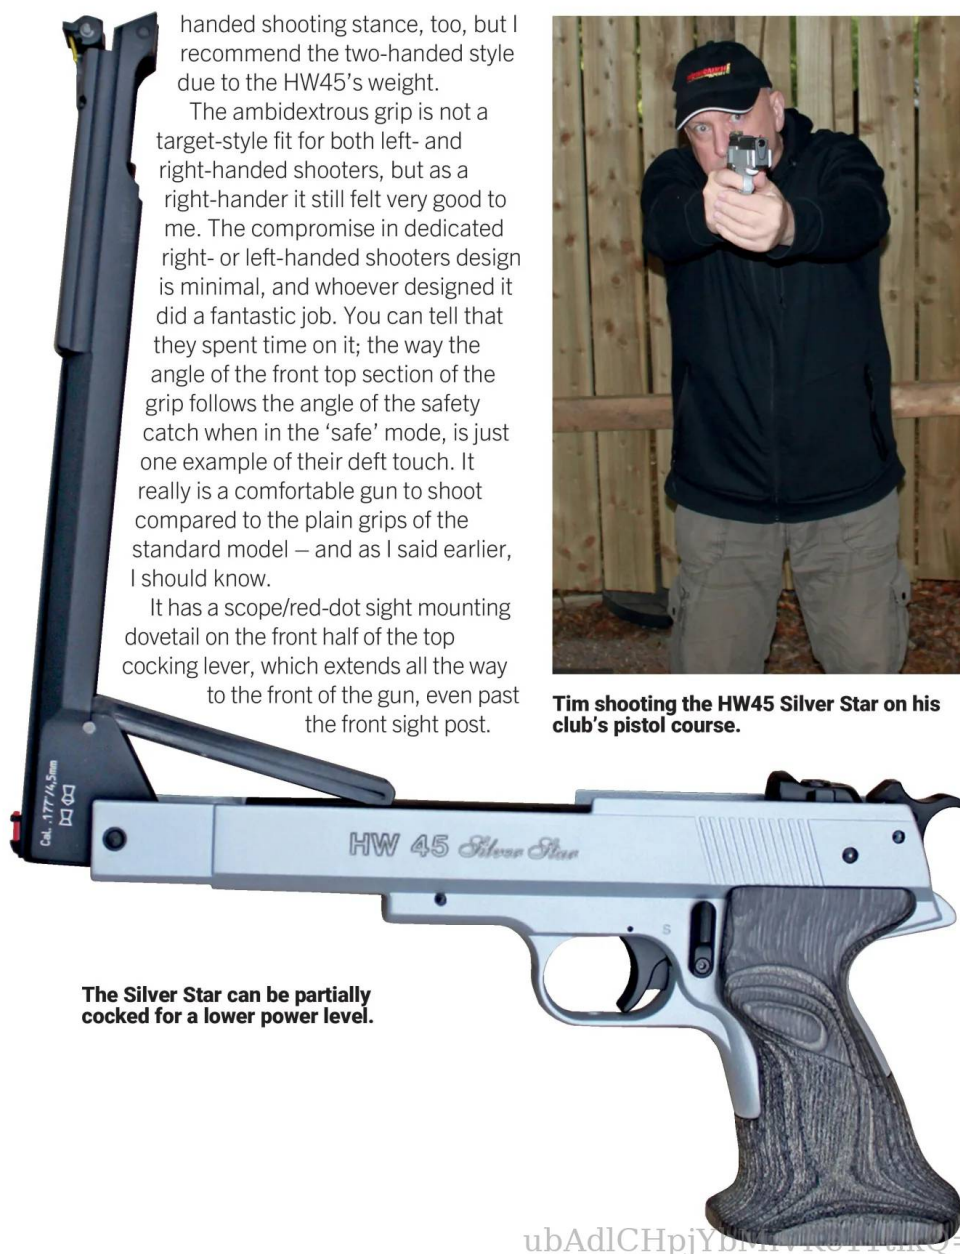 handed shooting stance, too, but I
recommend the two-handed style
due to the HW45's weight.
The ambidextrous grip is not a
target-style fit for both left- and
right-handed shooters, but as a
right-hander it still felt very good to
me. The compromise in dedicated
right- or left-handed shooters design
is minimal, and whoever designed it
did a fantastic job. You can tell that
they spent time on it; the way the
angle of the front top section of the
grip follows the angle of the safety
catch when in the ‘safe’ mode, is just
one example of their deft touch. It
really is a comfortable gun to shoot
compared to the plain grips of the
standard model – and as I said earlier,
I should know.
It has a scope/red-dot sight mounting
dovetail on the front half of the top
cocking lever, which extends all the way
to the front of the gun, even past
the front sight post.
Tim shooting the HW45 Silver Star on his
club's pistol course.
Cal. .177"/4,5mm
HW 45 Silver Star
S
The Silver Star can be partially
cocked for a lower power level.